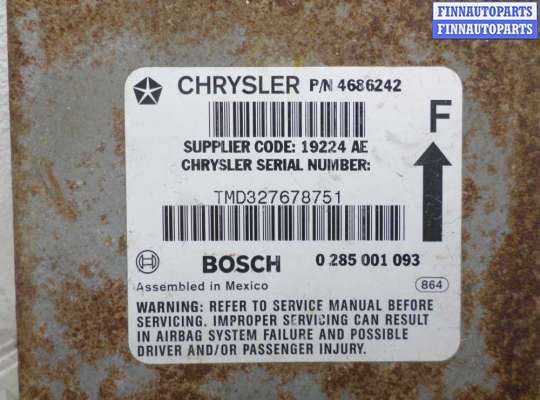 FINNAUTOPARTS
FINNAUTOPARTS
CHRYSLER P/N 4686242
F
SUPPLIER CODE: 19224 AE
CHRYSLER SERIAL NUMBER:
TMD327678751
BOSCH 0 285 001 093
Assembled in Mexico 864
WARNING: REFER TO SERVICE MANUAL BEFORE
SERVICING. IMPROPER SERVICING CAN RESULT
IN AIRBAG SYSTEM FAILURE AND POSSIBLE
DRIVER AND/OR PASSENGER INJURY.